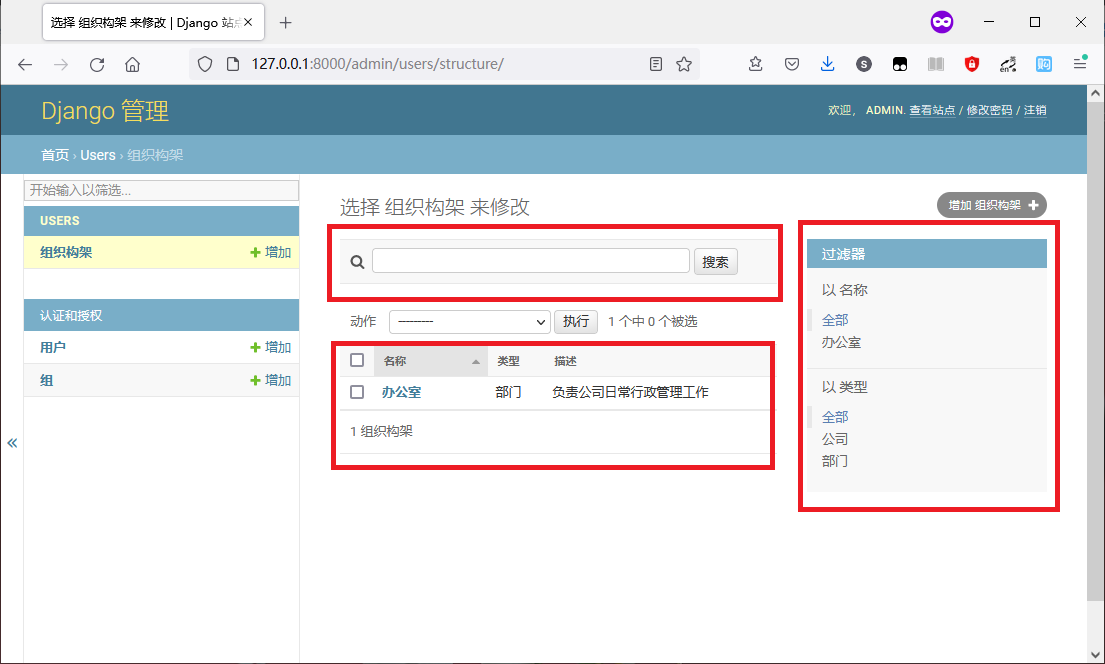 选择 组织构架 来修改 | Django 站点
127.0.0.1:8000/admin/users/structure/
Django 管理
欢迎， ADMIN. 查看站点 / 修改密码 / 注销
首页 › Users › 组织构架
开始输入以筛选...
USERS
组织构架 增加
认证和授权
用户 增加
组 增加
选择 组织构架 来修改
增加 组织构架
搜索
动作 --------- 执行 1 个中 0 个被选
名称 类型 描述
办公室 部门 负责公司日常行政管理工作
1 组织构架
过滤器
以 名称
全部
办公室
以 类型
全部
公司
部门